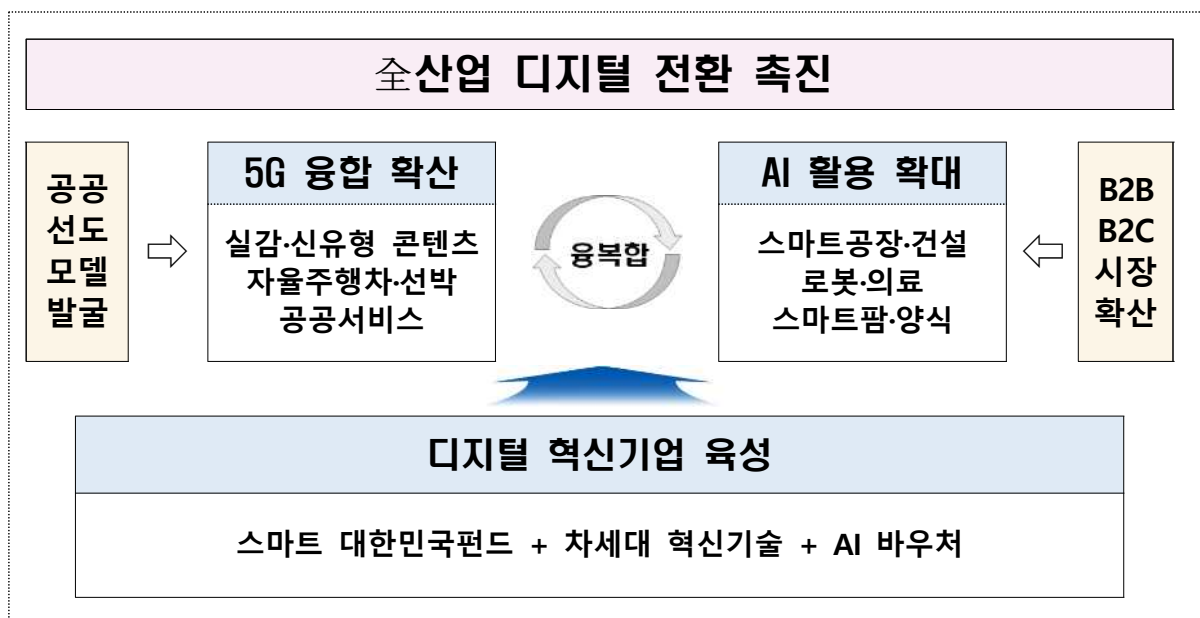 全산업 디지털 전환 촉진
공공
선도
모델
발굴
5G 융합 확산
실감·신유형 콘텐츠
자율주행차·선박
공공서비스
융복합
AI 활용 확대
스마트공장·건설
로봇·의료
스마트팜·양식
B2B
B2C
시장
확산
디지털 혁신기업 육성
스마트 대한민국펀드 + 차세대 혁신기술 + AI 바우처